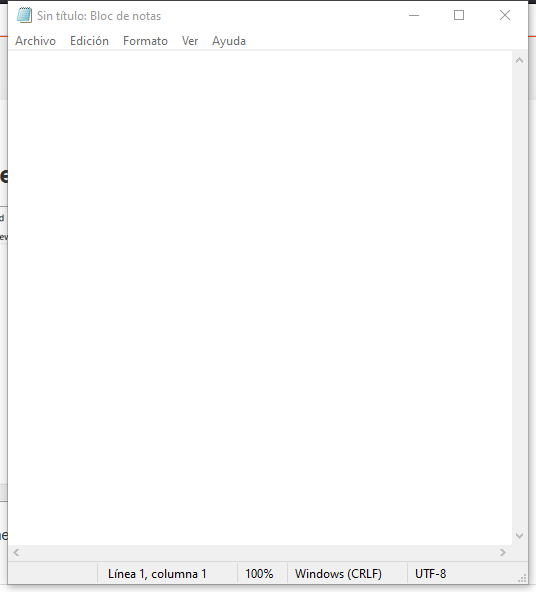 Sin título: Bloc de notas
Archivo Edición Formato Ver Ayuda
Línea 1, columna 1 100% Windows (CRLF) UTF-8